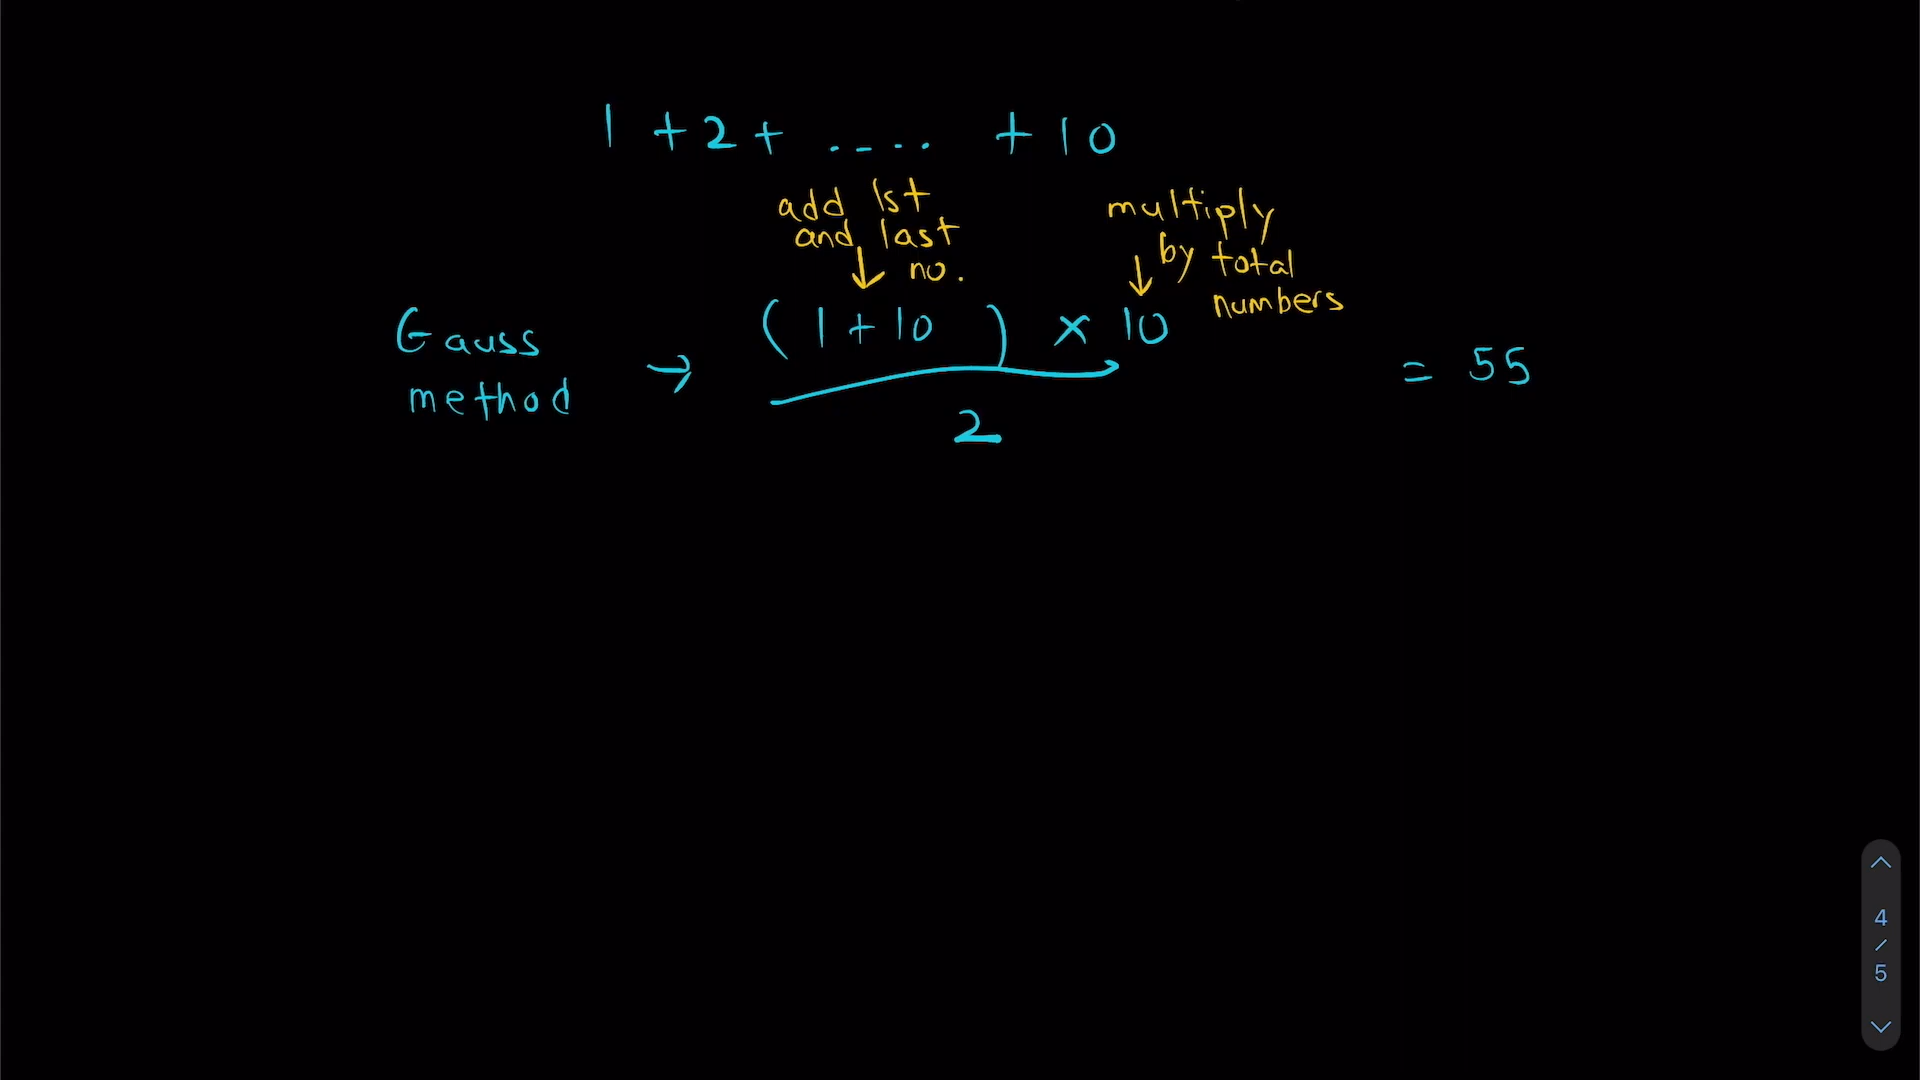 1 + 2 + .... + 10
add 1st
and last
no.
multiply
by total
numbers
Gauss
method
→ (1 + 10) × 10
2
= 55
4
/
5